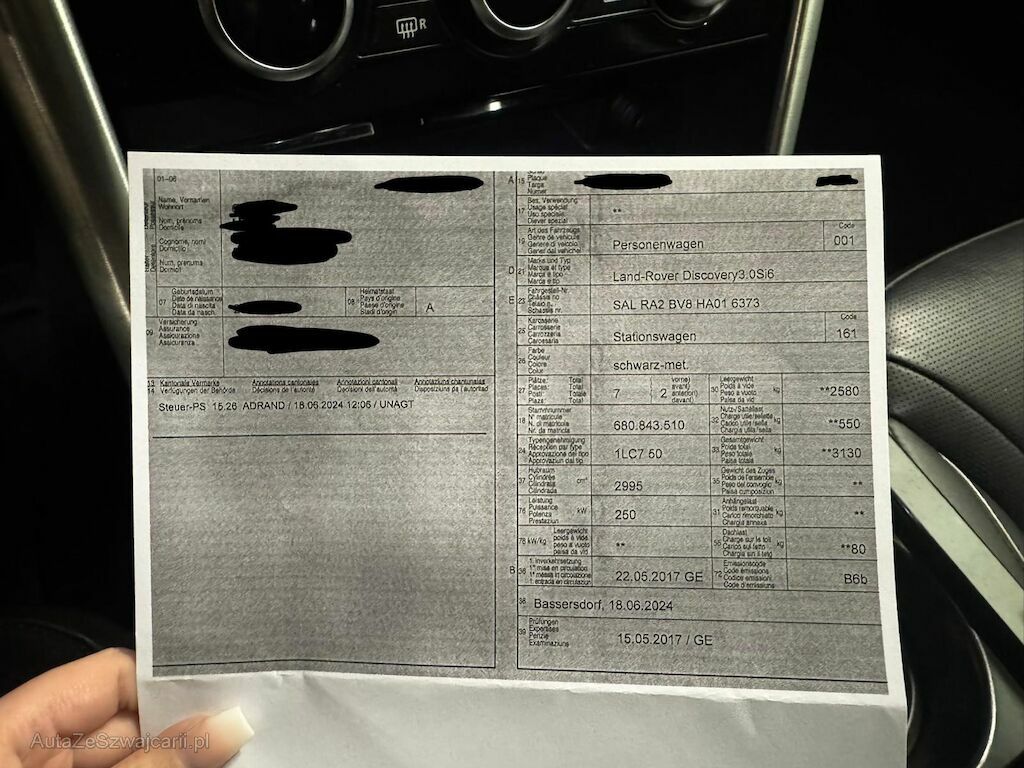 R
01-06
Name, Vornamen
Wohnort
Nom, prénoms
Domicile
Cognome, nomi
Domicilio
Num, prenums
Domicil
07 Geburtsdatum
Date de naissance
Data di nascita
Data da nasch.
08 Heimatstaat
Pays d'origine
Paese d'origine
Stadi d'origin
A
09 Versicherung
Assurance
Assicurazione
Assicuranza
13 Kantonale Vermerke Annotations cantonales Annotazioni cantonali Annotaziuns chantunalas
14 Verfügungen der Behörde Décisions de l'autorité Decisioni dell'autorità Disposiziuns da l'autoritad
Steuer-PS 15.26 ADRAND / 18.06.2024 12:06 / UNAGT
A 15 Schild
Plaque
Targa
Numer
17 Bes. Verwendung
Usage spécial
Uso speciale
Diever spezial
**
19 Art des Fahrzeugs
Genre de véhicule
Genere di veicolo
Gener dal vehichel
Personenwagen
Code
001
D 21 Marke und Typ
Marque et type
Marca e tipo
Marca e tip
Land-Rover Discovery3.0Si6
E 23 Fahrgestell-Nr.
Châssis no
Telaio n.
Schassis nr.
SAL RA2 BV8 HA01 6373
25 Karosserie
Carrosserie
Carrozzeria
Carossaria
Stationswagen
Code
161
26 Farbe
Couleur
Colore
Colur
schwarz-met.
27 Plätze: Total
Places: Total
Posti: Totale
Plazs: Total
7
2
vorne)
avant)
anteriori)
davant)
30 Leergewicht
Poids à vide
Peso a vuoto
Paisa da vid
kg
**2580
18 Stammnummer
N° matricule
N. di matricola
Nr. da matricla
680.843.510
32 Nutz-/Sattellast
Charge utile/sellette
Carico utile/sella
Chargia utila/sella
kg
**550
24 Typengenehmigung
Réception par type
Approvazione del tipo
Approvaziun dal tip
1LC7 50
33 Gesamtgewicht
Poids total
Peso totale
Paisa totala
kg
**3130
37 Hubraum
Cylindrée
Cilindrata
Cilindrada
cm³
2995
35 Gewicht des Zuges
Poids de l'ensemble
Peso del convoglio
Paisa cumposiziun
kg
**
76 Leistung
Puissance
Potenza
Prestaziun
kW
250
31 Anhängelast
Poids remorquable
Carico rimorchiato
Chargia annexa
kg
**
78 kW/kg
Leergewicht
poids à vide
peso a vuoto
paisa da vid
**
55 Dachlast
Charge sur le toit
Carico sul tetto
Chargia sin il tetg
kg
**80
B 36 1. Inverkehrsetzung
1re mise en circulation
1a messa in circolazione
1. entrada en circulaziun
22.05.2017 GE
72 Emissionscode
Code émissions
Codice emissioni
Code d'emissiuns
B6b
38 Bassersdorf, 18.06.2024
39 Prüfungen
Expertises
Perizie
Examinaziuns
15.05.2017 / GE
AutaZeSzwajcarii.pl